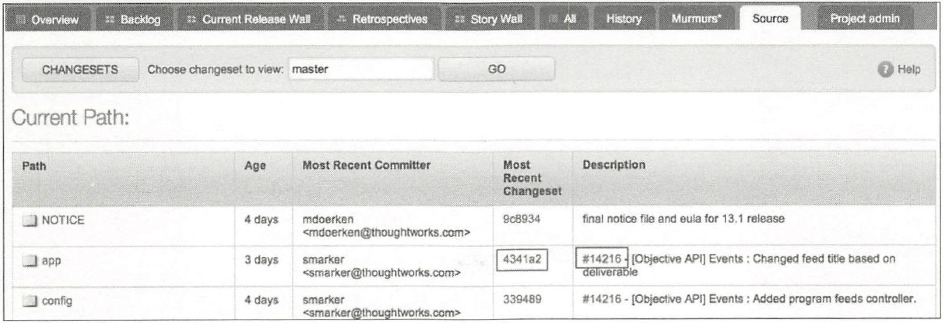 Overview Backlog Current Release Wall Retrospectives Story Wall All History Murmurs* Source Project admin
CHANGESETS Choose changeset to view: master GO Help
Current Path:
Path Age Most Recent Committer Most Recent Changeset Description
NOTICE 4 days mdoerken <mdoerken@thoughtworks.com> 9c8934 final notice file and eula for 13.1 release
app 3 days smarker <smarker@thoughtworks.com> 4341a2 #14216 - [Objective API] Events : Changed feed title based on deliverable
config 4 days smarker <smarker@thoughtworks.com> 339489 #14216 - [Objective API] Events : Added program feeds controller.